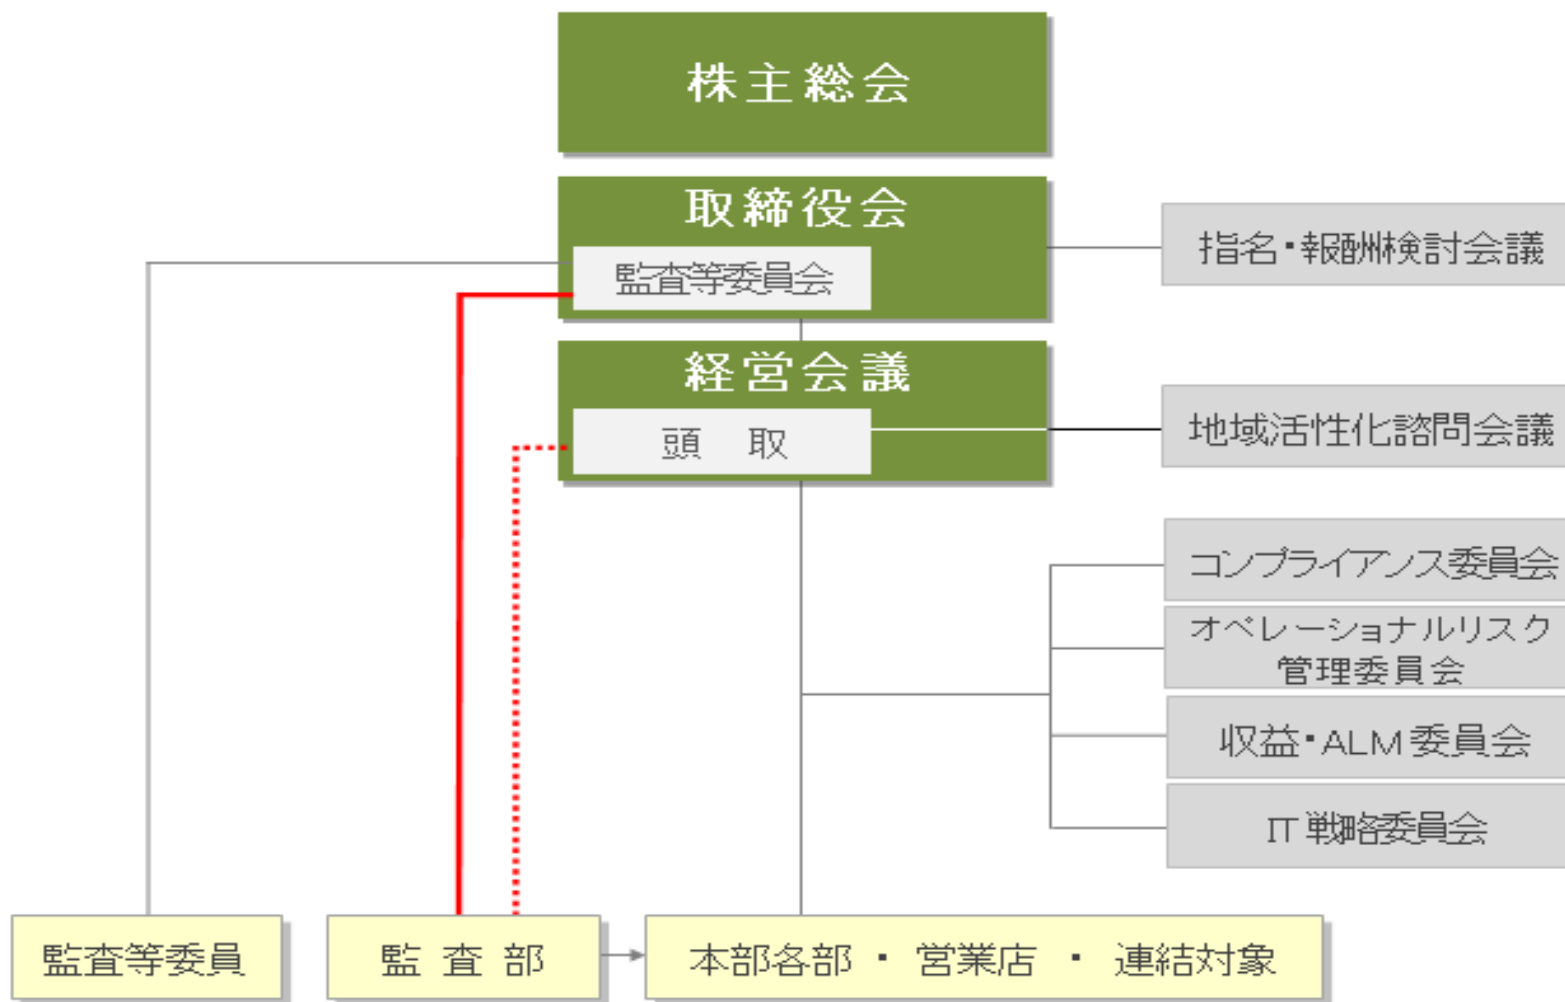 株主総会
取締役会
監査等委員会
指名・報酬検討会議
経営会議
頭取
地域活性化諮問会議
コンプライアンス委員会
オペレーショナルリスク
管理委員会
収益・ALM委員会
IT戦略委員会
監査等委員
監査部
本部各部・営業店・連結対象